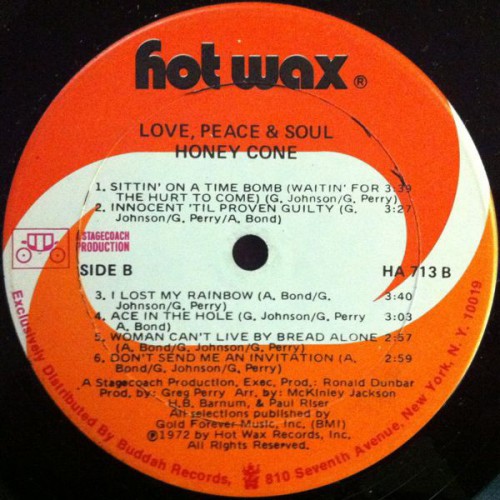 hot wax ®
LOVE, PEACE & SOUL
HONEY CONE
1. SITTIN' ON A TIME BOMB (WAITIN' FOR 3:39
THE HURT TO COME) (G. Johnson/G. Perry)
2. INNOCENT 'TIL PROVEN GUILTY (G. 3:27
Johnson/G. Perry/A. Bond)
A STAGECOACH
PRODUCTION
SIDE B
HA 713 B
3. I LOST MY RAINBOW (A. Bond/G. 3:40
Johnson/G. Perry)
4. ACE IN THE HOLE (G. Johnson/G. Perry 3:03
A. Bond)
5. WOMAN CAN'T LIVE BY BREAD ALONE 2:57
(A. Bond/G. Johnson/G. Perry)
6. DON'T SEND ME AN INVITATION (A. 2:59
Bond/G. Johnson/G. Perry)
A Stagecoach Production, Exec. Prod.: Ronald Dunbar
Prod. by: Greg Perry Arr. by: McKinley Jackson
H.B. Barnum, & Paul Riser
All selections published by
Gold Forever Music, Inc. (BMI)
℗1972 by Hot Wax Records, Inc.
All Rights Reserved
Exclusively Distributed By Buddah Records, 810 Seventh Avenue, New York, N. Y. 10019